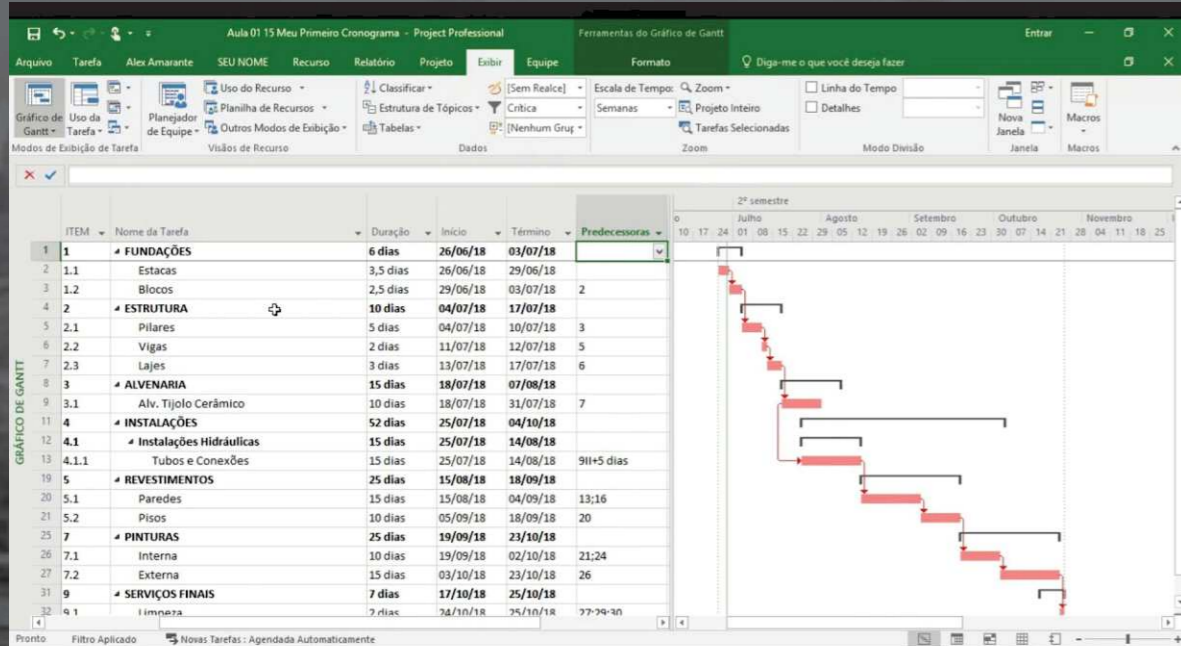 Aula 01 15 Meu Primeiro Cronograma - Project Professional
Ferramentas do Gráfico de Gantt
Entrar
Arquivo Tarefa Alex Amarante SEU NOME Recurso Relatório Projeto Exibir Equipe Formato Diga-me o que você deseja fazer
Gráfico de Gantt
Uso da Tarefa
Modos de Exibição de Tarefa
Planejador de Equipe
Uso do Recurso
Planilha de Recursos
Outros Modos de Exibição
Visões de Recurso
Classificar
Estrutura de Tópicos
Tabelas
[Sem Realce]
Crítica
[Nenhum Grup
Dados
Escala de Tempo:
Semanas
Zoom
Projeto Inteiro
Tarefas Selecionadas
Zoom
Linha do Tempo
Detalhes
Modo Divisão
Nova Janela
Janela
Macros
Macros
2º semestre
o Julho Agosto Setembro Outubro Novembro
ITEM Nome da Tarefa Duração Início Término Predecessoras
10 17 24 01 08 15 22 29 05 12 19 26 02 09 16 23 30 07 14 21 28 04 11 18 25
1 1 FUNDAÇÕES 6 dias 26/06/18 03/07/18
2 1.1 Estacas 3,5 dias 26/06/18 29/06/18
3 1.2 Blocos 2,5 dias 29/06/18 03/07/18 2
4 2 ESTRUTURA 10 dias 04/07/18 17/07/18
5 2.1 Pilares 5 dias 04/07/18 10/07/18 3
6 2.2 Vigas 2 dias 11/07/18 12/07/18 5
7 2.3 Lajes 3 dias 13/07/18 17/07/18 6
8 3 ALVENARIA 15 dias 18/07/18 07/08/18
9 3.1 Alv. Tijolo Cerâmico 10 dias 18/07/18 31/07/18 7
11 4 INSTALAÇÕES 52 dias 25/07/18 04/10/18
12 4.1 Instalações Hidráulicas 15 dias 25/07/18 14/08/18
13 4.1.1 Tubos e Conexões 15 dias 25/07/18 14/08/18 9II+5 dias
19 5 REVESTIMENTOS 25 dias 15/08/18 18/09/18
20 5.1 Paredes 15 dias 15/08/18 04/09/18 13;16
21 5.2 Pisos 10 dias 05/09/18 18/09/18 20
25 7 PINTURAS 25 dias 19/09/18 23/10/18
26 7.1 Interna 10 dias 19/09/18 02/10/18 21;24
27 7.2 Externa 15 dias 03/10/18 23/10/18 26
31 9 SERVIÇOS FINAIS 7 dias 17/10/18 25/10/18
32 9.1 Limpeza 2 dias 24/10/18 25/10/18 27;29;30
GRÁFICO DE GANTT
Pronto Filtro Aplicado Novas Tarefas : Agendada Automaticamente